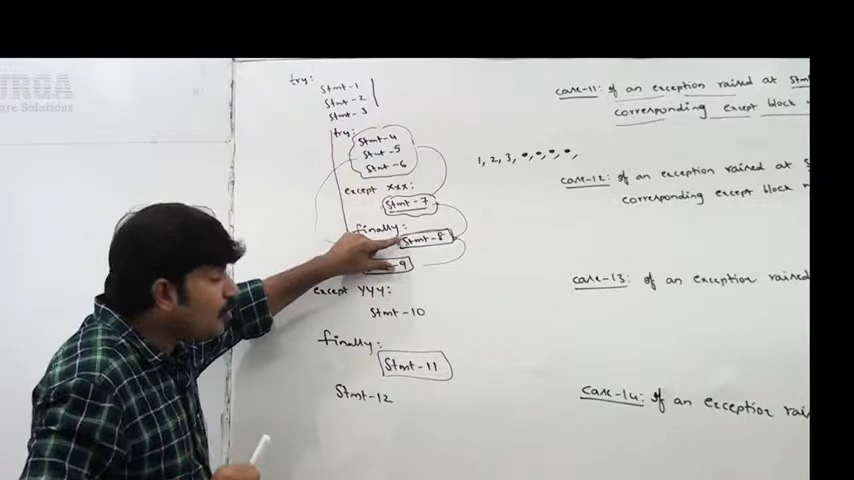 URGA
are Solutions
try:
Stmt-1
Stmt-2
Stmt-3
try:
Stmt-4
Stmt-5
Stmt-6
except xxx:
Stmt-7
finally:
Stmt-8
-9
except YYY:
Stmt-10
finally:
Stmt-11
Stmt-12
1, 2, 3, •, •, •, •,
case-11: If an exception raised at Stm
corresponding except block
case-12: If an exception raised at
corresponding except block
case-13: If an exception raised
case-14: If an exception rai